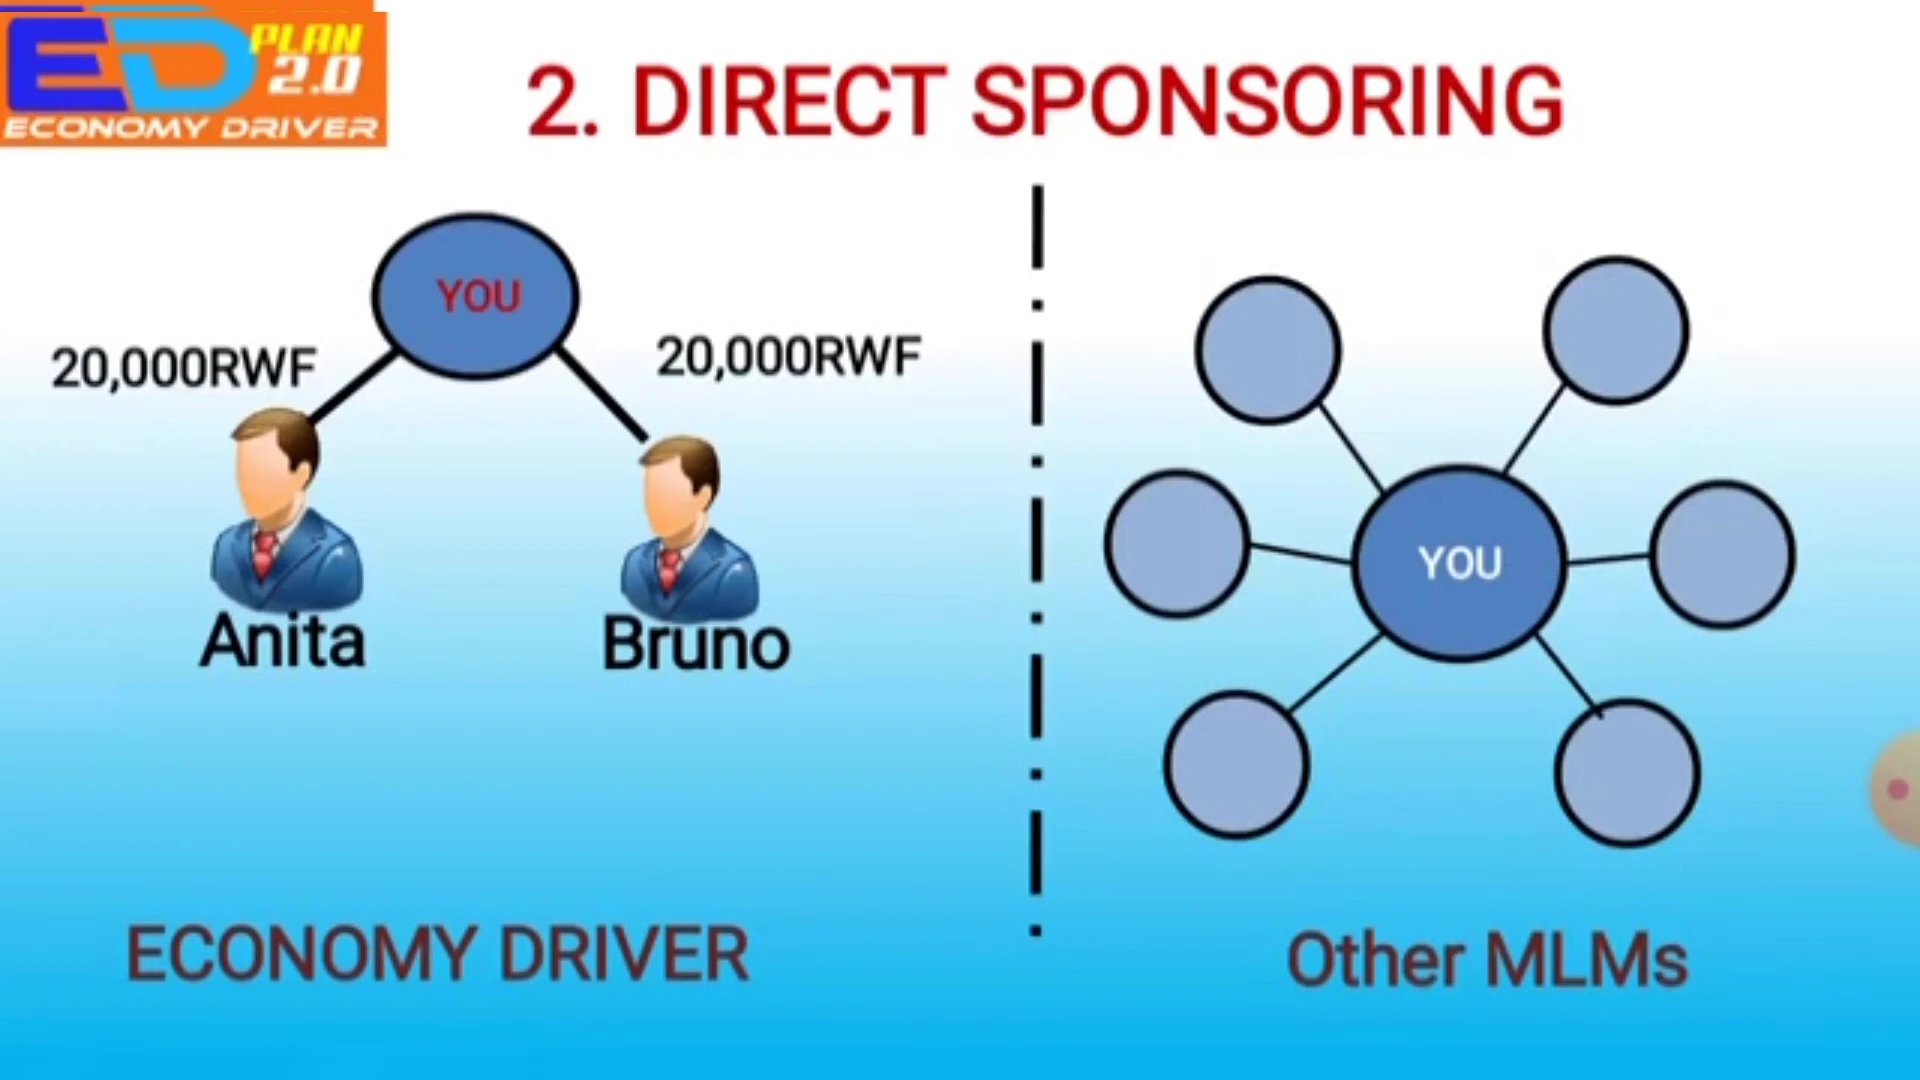 ED PLAN
2.0
ECONOMY DRIVER
2. DIRECT SPONSORING
YOU
20,000RWF
20,000RWF
Anita
Bruno
ECONOMY DRIVER
YOU
Other MLMs